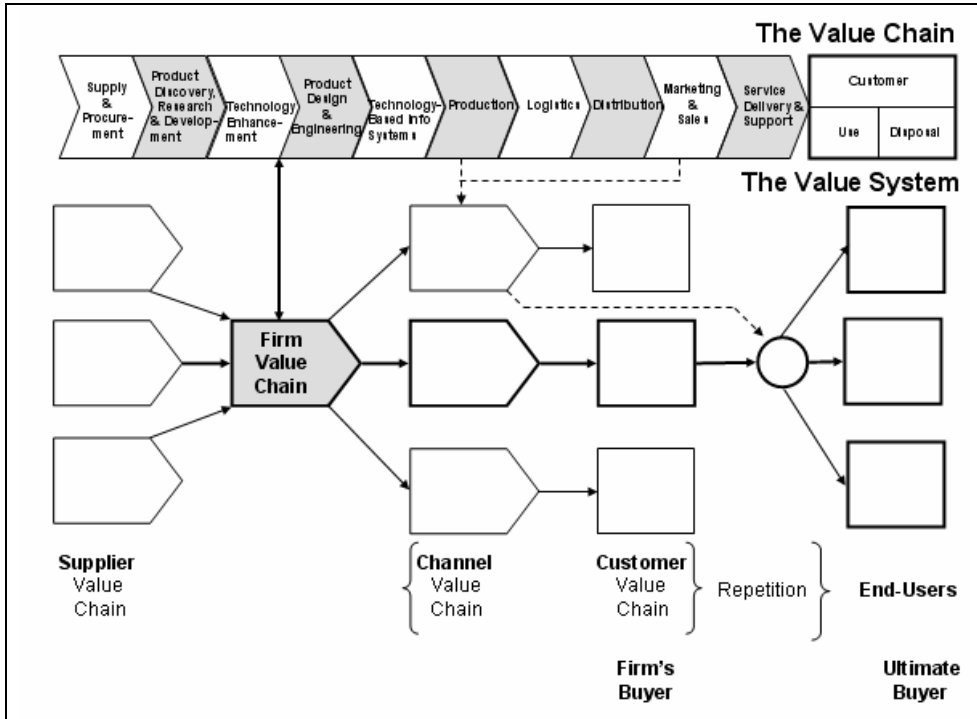 The Value Chain
Supply
&
Procure-
ment
Product
Discovery,
Research
& Develop-
ment
Technology
Enhance-
ment
Product
Design
&
Engineering
Technology-
Based Info
Systems
Production
Logistics
Distribution
Marketing
&
Sales
Service
Delivery &
Support
Customer
Use
Disposal
The Value System
Firm
Value
Chain
Supplier
Value
Chain
Channel
Value
Chain
Customer
Value
Chain
Repetition
End-Users
Firm's
Buyer
Ultimate
Buyer